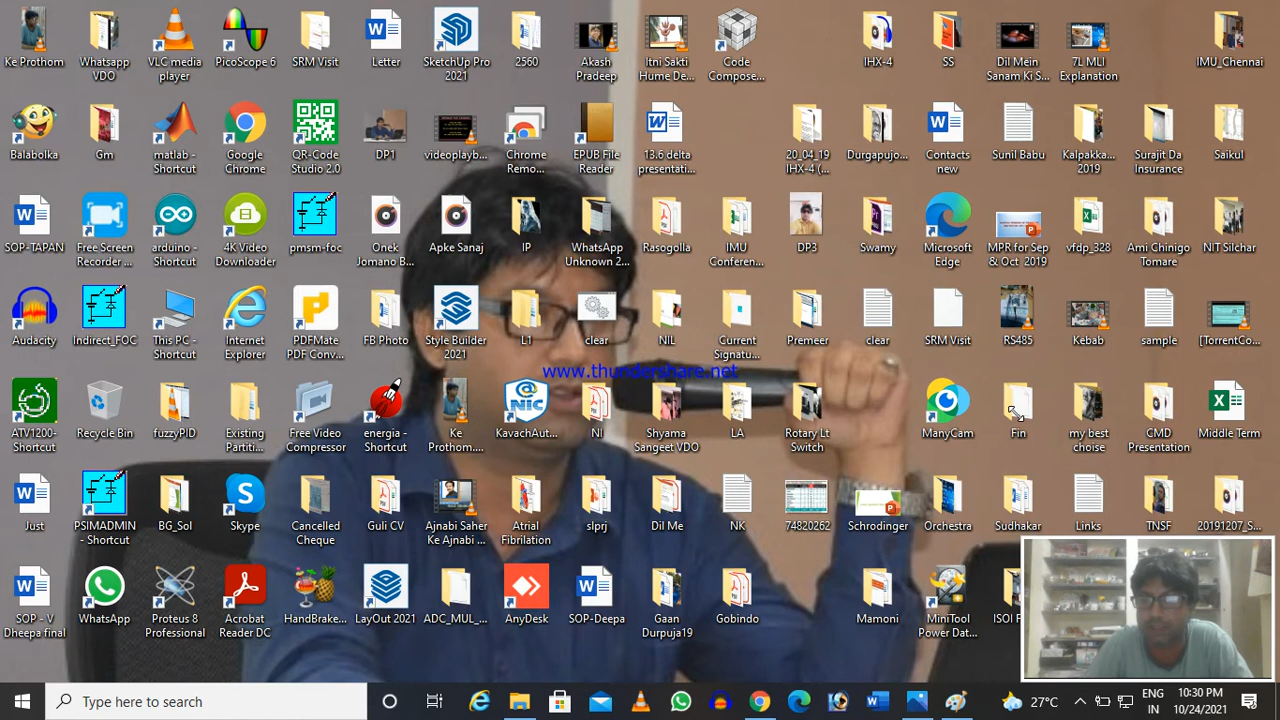 Ke Prothom
Whatsapp VDO
VLC media player
PicoScope 6
SRM Visit
Letter
SketchUp Pro 2021
2560
Akash Pradeep
Itni Sakti Hume De...
Code Compose...
IHX-4
SS
Dil Mein Sanam Ki S...
7L MLI Explanation
IMU_Chennai
Balabolka
Gm
matlab - Shortcut
Google Chrome
QR-Code Studio 2.0
DP1
videoplayb...
Chrome Remo...
EPUB File Reader
13.6 delta presentati...
20_04_19 IHX-4 (...
Durgapujo...
Contacts new
Sunil Babu
Kalpakka... 2019
Surajit Da Insurance
Saikul
SOP-TAPAN
Free Screen Recorder ...
arduino - Shortcut
4K Video Downloader
pmsm-foc
Onek Jomano B...
Apke Sanaj
IP
WhatsApp Unknown 2...
Rasogolla
IMU Conferen...
DP3
Swamy
Microsoft Edge
MPR for Sep & Oct 2019
vfdp_328
Ami Chinigo Tomare
NIT Silchar
Audacity
Indirect_FOC
This PC - Shortcut
Internet Explorer
PDFMate PDF Conv...
FB Photo
Style Builder 2021
L1
clear
NIL
Current Signatu...
Premeer
clear
SRM Visit
RS485
Kebab
sample
[TorrentCo...
www.thundershare.net
ATV1200- Shortcut
Recycle Bin
fuzzyPID
Existing Partiti...
Free Video Compressor
energia - Shortcut
Ke Prothom...
KavachAut...
NI
Shyama Sangeet VDO
LA
Rotary Lt Switch
ManyCam
Fin
my best choise
CMD Presentation
Middle Term
Just
PSIMADMIN - Shortcut
BG_Sol
Skype
Cancelled Cheque
Guli CV
Ajnabi Saher Ke Ajnabi ...
Atrial Fibrilation
slprj
Dil Me
NK
74820262
Schrodinger
Orchestra
Sudhakar
Links
TNSF
20191207_S...
SOP - V Dheepa final
WhatsApp
Proteus 8 Professional
Acrobat Reader DC
HandBrake...
LayOut 2021
ADC_MUL_...
AnyDesk
SOP-Deepa
Gaan Durpuja19
Gobindo
Mamoni
MiniTool Power Dat...
Type here to search
27°C
ENG
IN
10:30 PM
10/24/2021